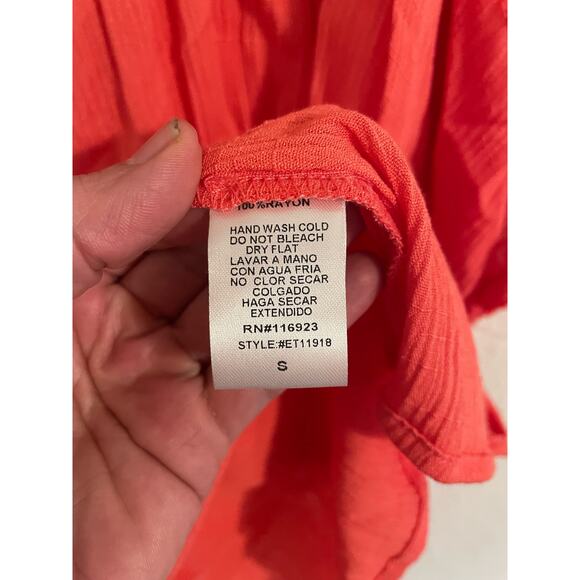 100%RAYON
HAND WASH COLD
DO NOT BLEACH
DRY FLAT
LAVAR A MANO
CON AGUA FRIA
NO CLOR SECAR
COLGADO
HAGA SECAR
EXTENDIDO
RN#116923
STYLE:#ET11918
S